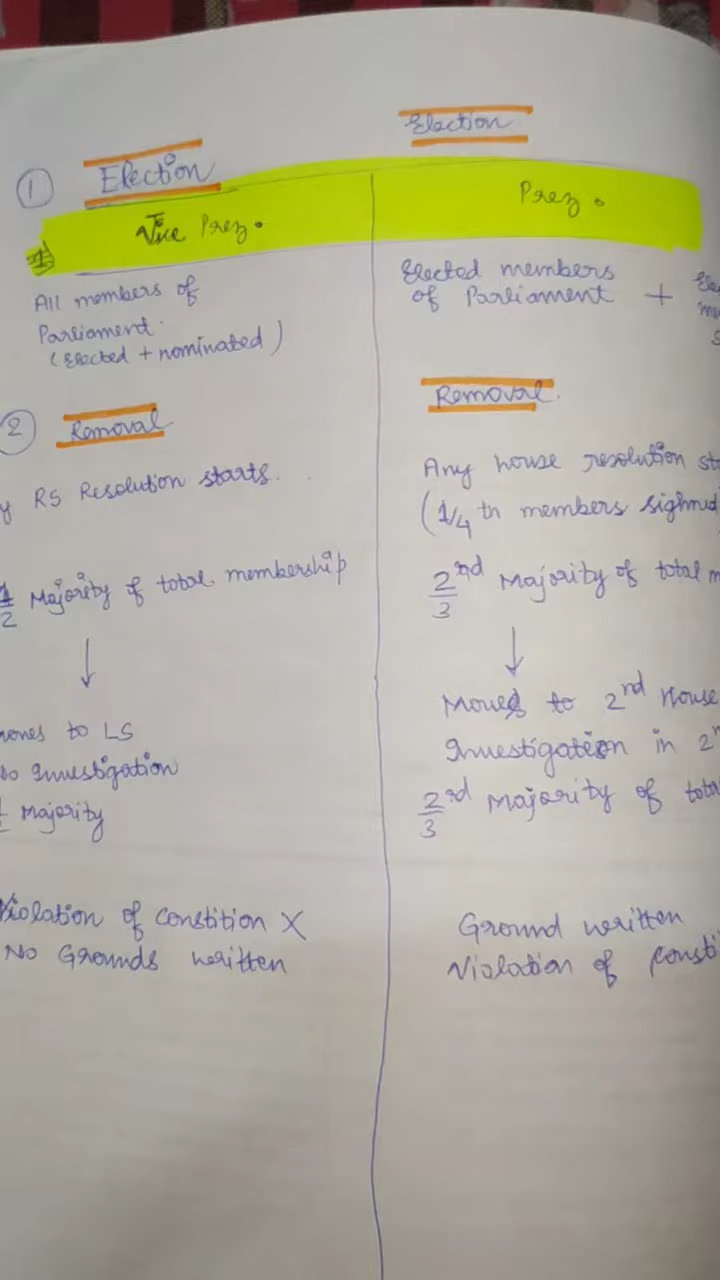 Election
① Election
Prez.
Vice Prez.
All members of
Parliament.
(Elected + nominated)
Elected members
of Parliament +
② Removal
Removal.
RS Resolution starts.
1/2 Majority of total membership
↓
to LS
Investigation
Majority
Violation of constition X
No Grounds written
Any house resolution
(1/4 th members sighned
2/3 nd Majority of total
↓
Moves to 2nd House
Investigation in
2/3 rd Majority of
Ground written
Violation of